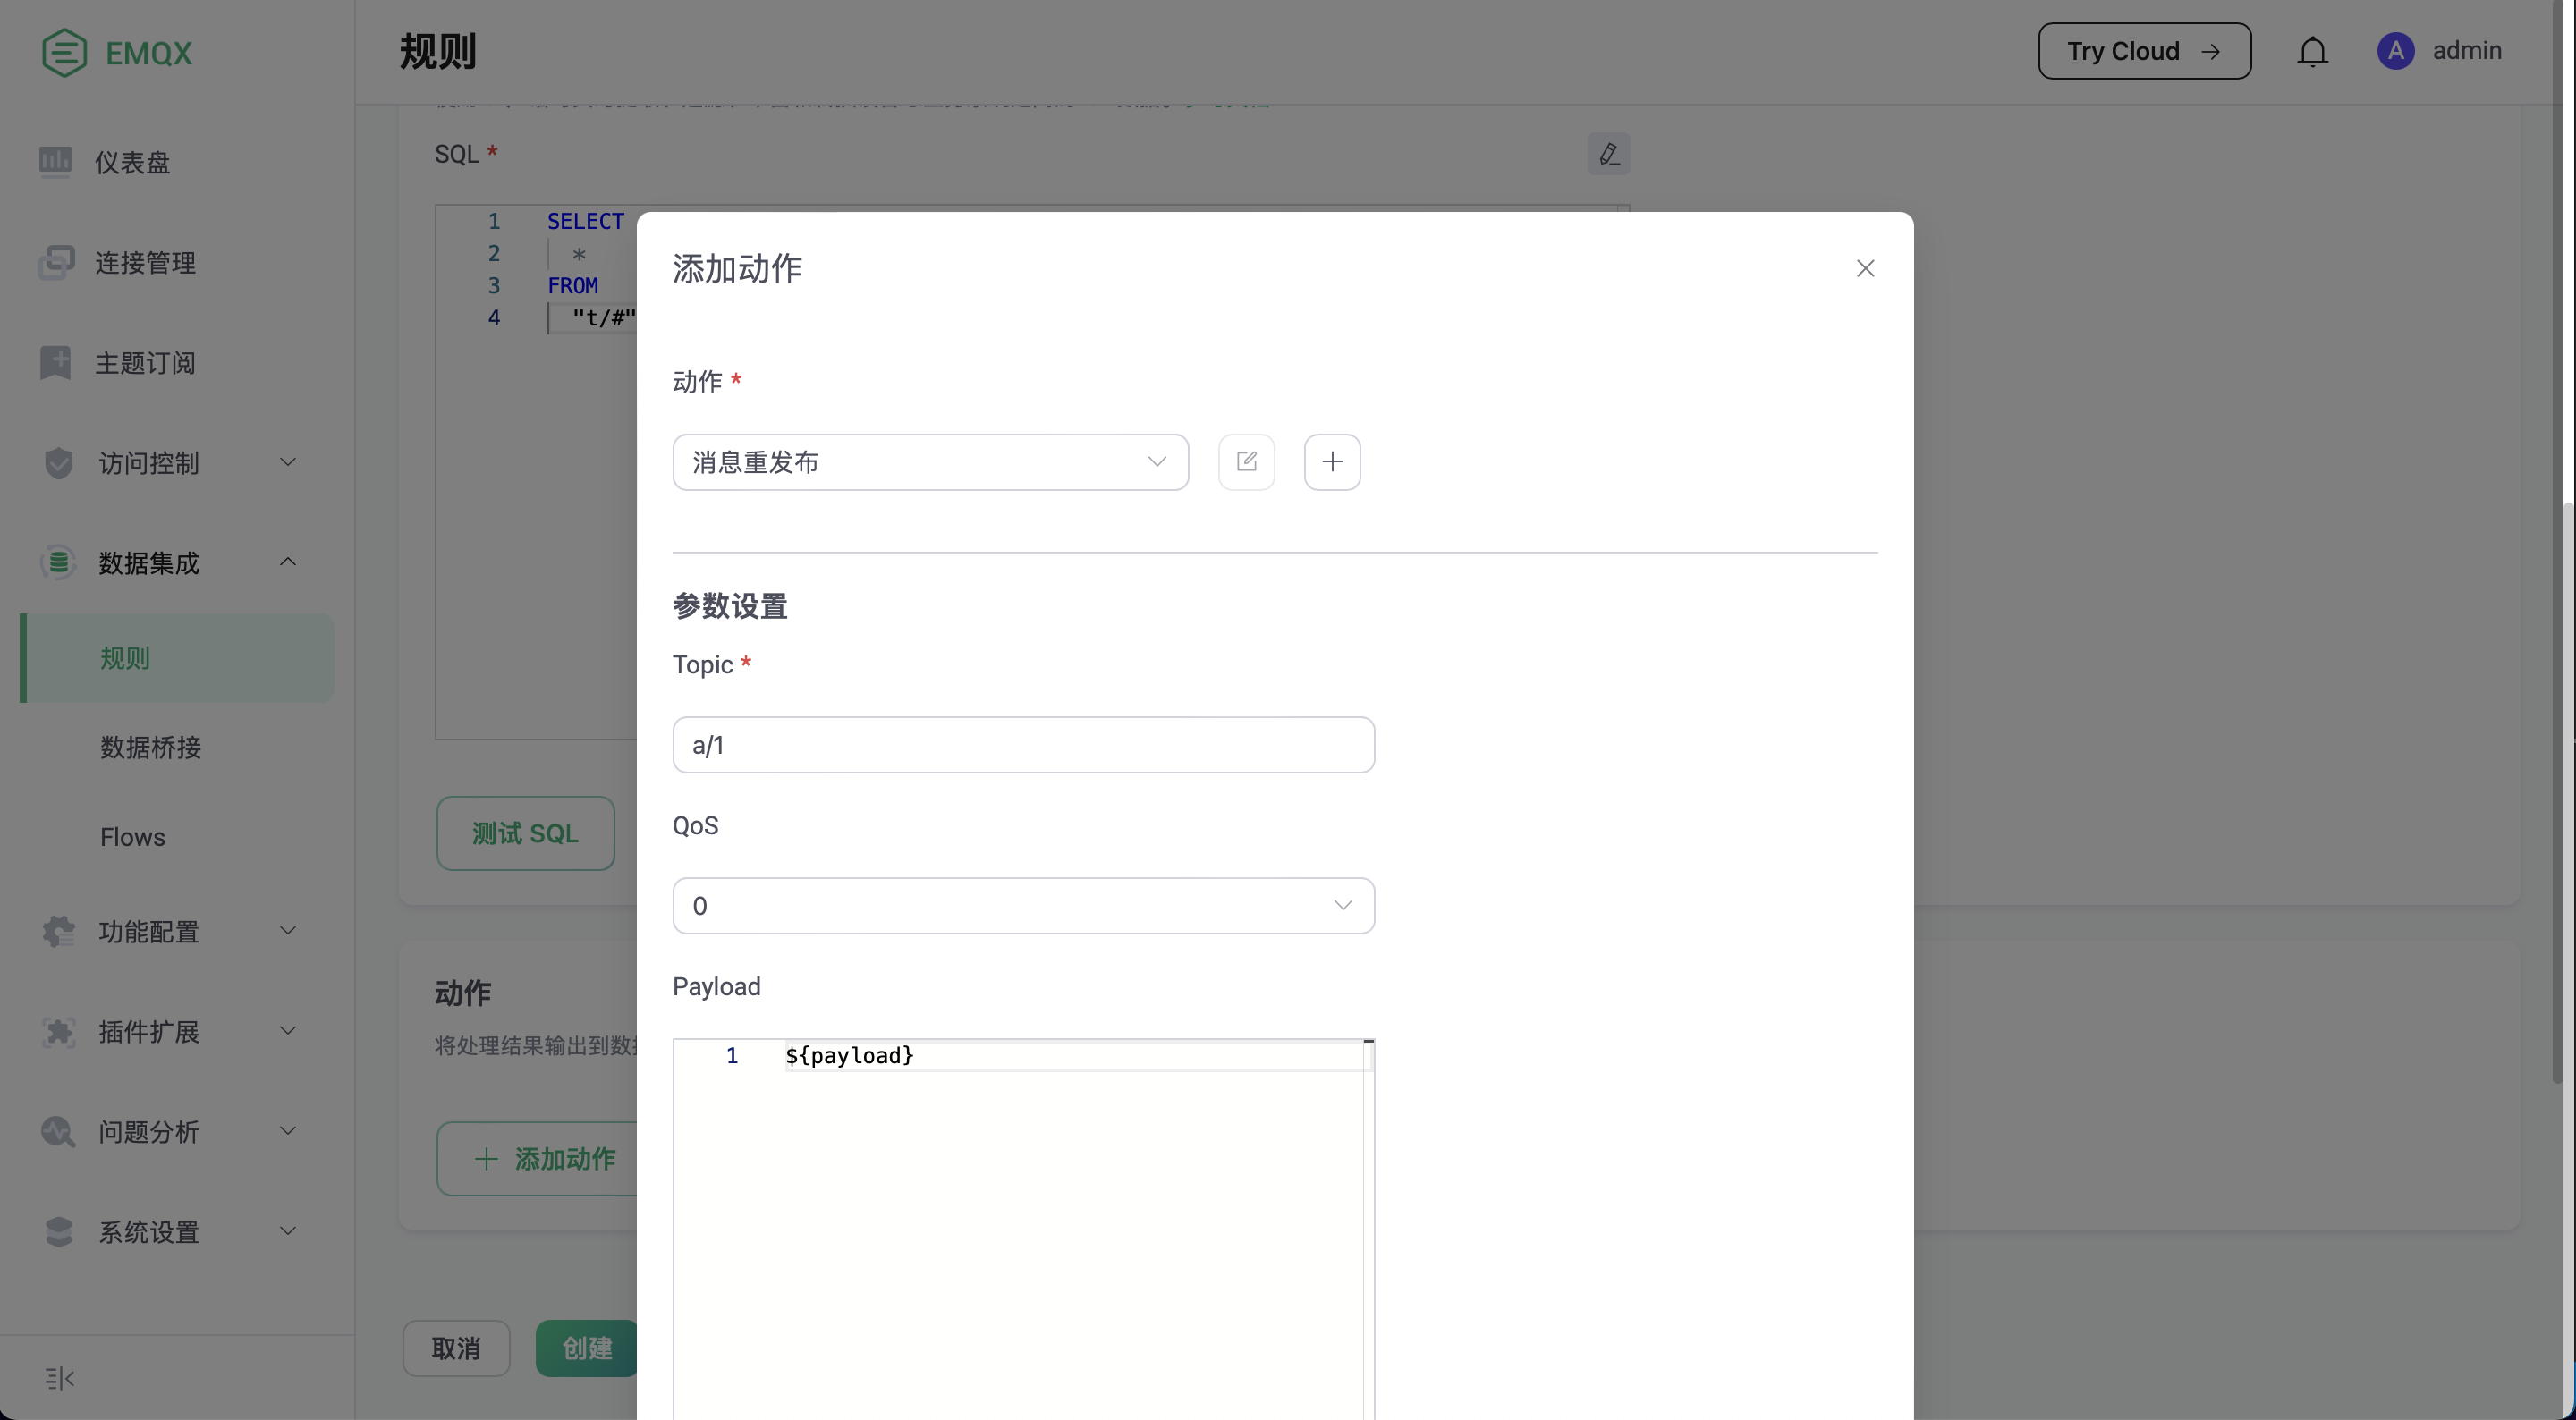 EMQX
仪表盘
连接管理
主题订阅
访问控制
数据集成
规则
数据桥接
Flows
功能配置
插件扩展
问题分析
系统设置
规则
Try Cloud →
A admin
SQL *
1 SELECT
2 *
3 FROM
4 "t/#"
测试 SQL
动作
将处理结果输出到数
+ 添加动作
取消
创建
添加动作
动作 *
消息重发布
参数设置
Topic *
a/1
QoS
0
Payload
1 ${payload}